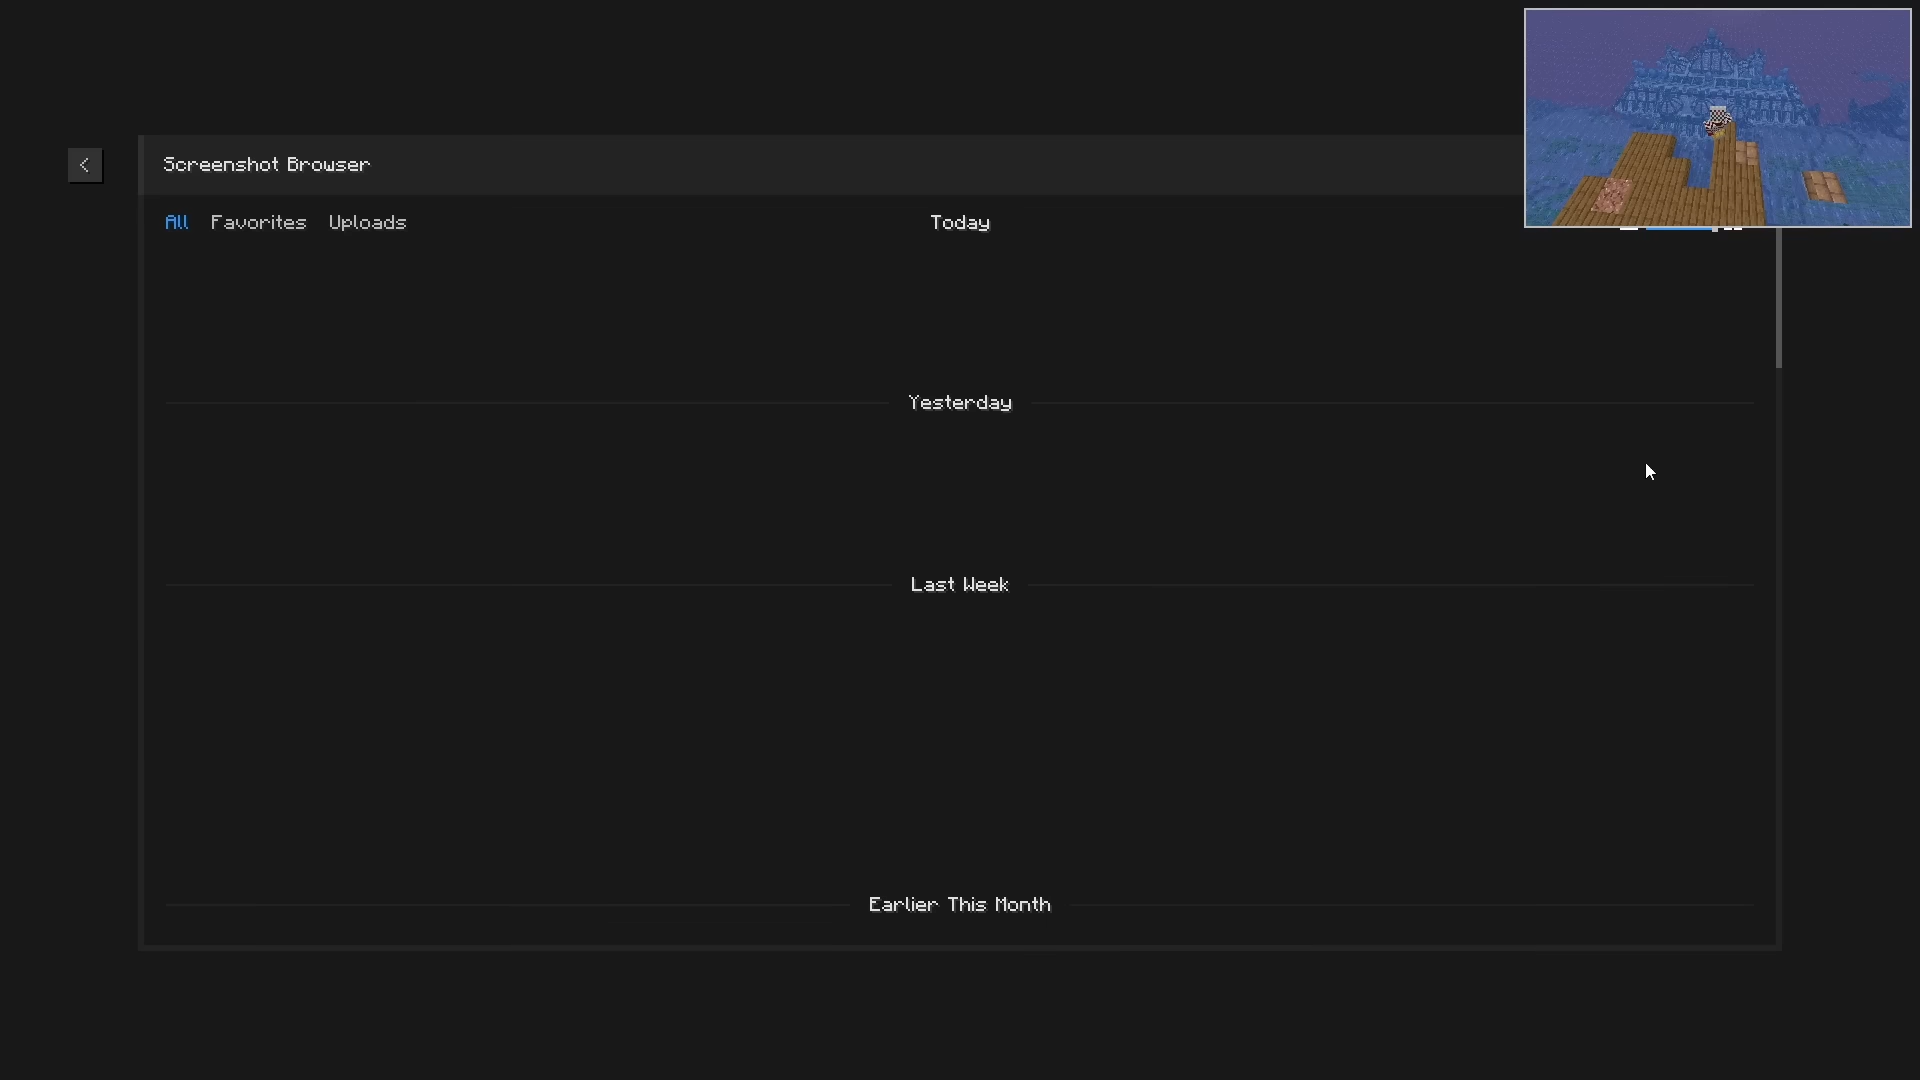 Screenshot Browser
All Favorites Uploads Today
Yesterday
Last Week
Earlier This Month